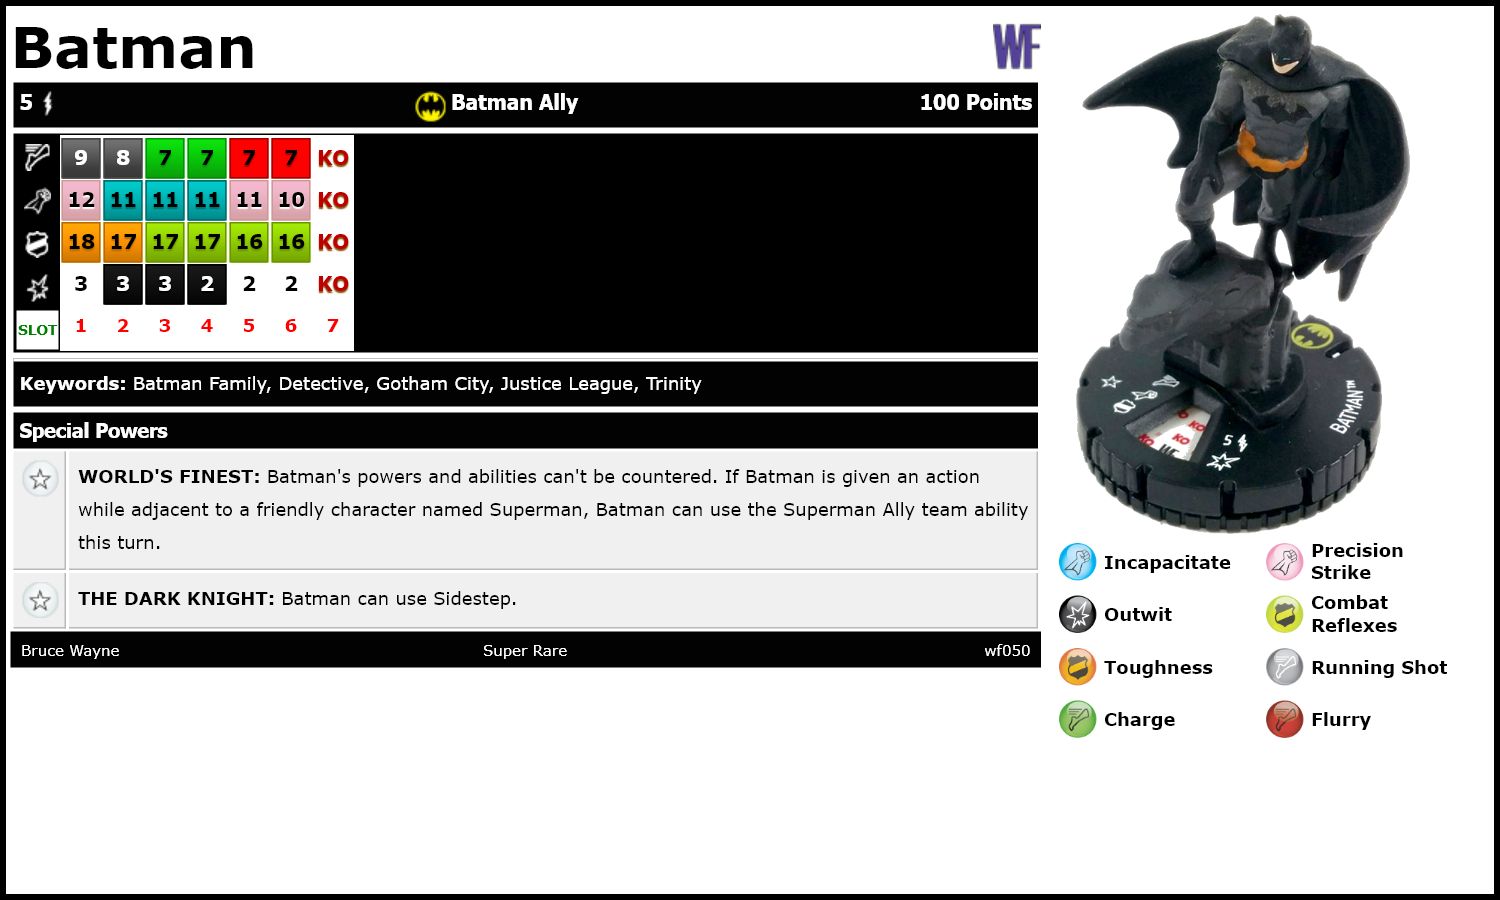 Batman
WF
5
Batman Ally
100 Points
9 8 7 7 7 7 KO
12 11 11 11 11 10 KO
18 17 17 17 16 16 KO
3 3 3 2 2 2 KO
SLOT 1 2 3 4 5 6 7
Keywords: Batman Family, Detective, Gotham City, Justice League, Trinity
Special Powers
WORLD'S FINEST: Batman's powers and abilities can't be countered. If Batman is given an action
while adjacent to a friendly character named Superman, Batman can use the Superman Ally team ability
this turn.
THE DARK KNIGHT: Batman can use Sidestep.
Bruce Wayne
Super Rare
wf050
BATMAN™
KO
KO
KO
5
Incapacitate
Precision
Strike
Outwit
Combat
Reflexes
Toughness
Running Shot
Charge
Flurry